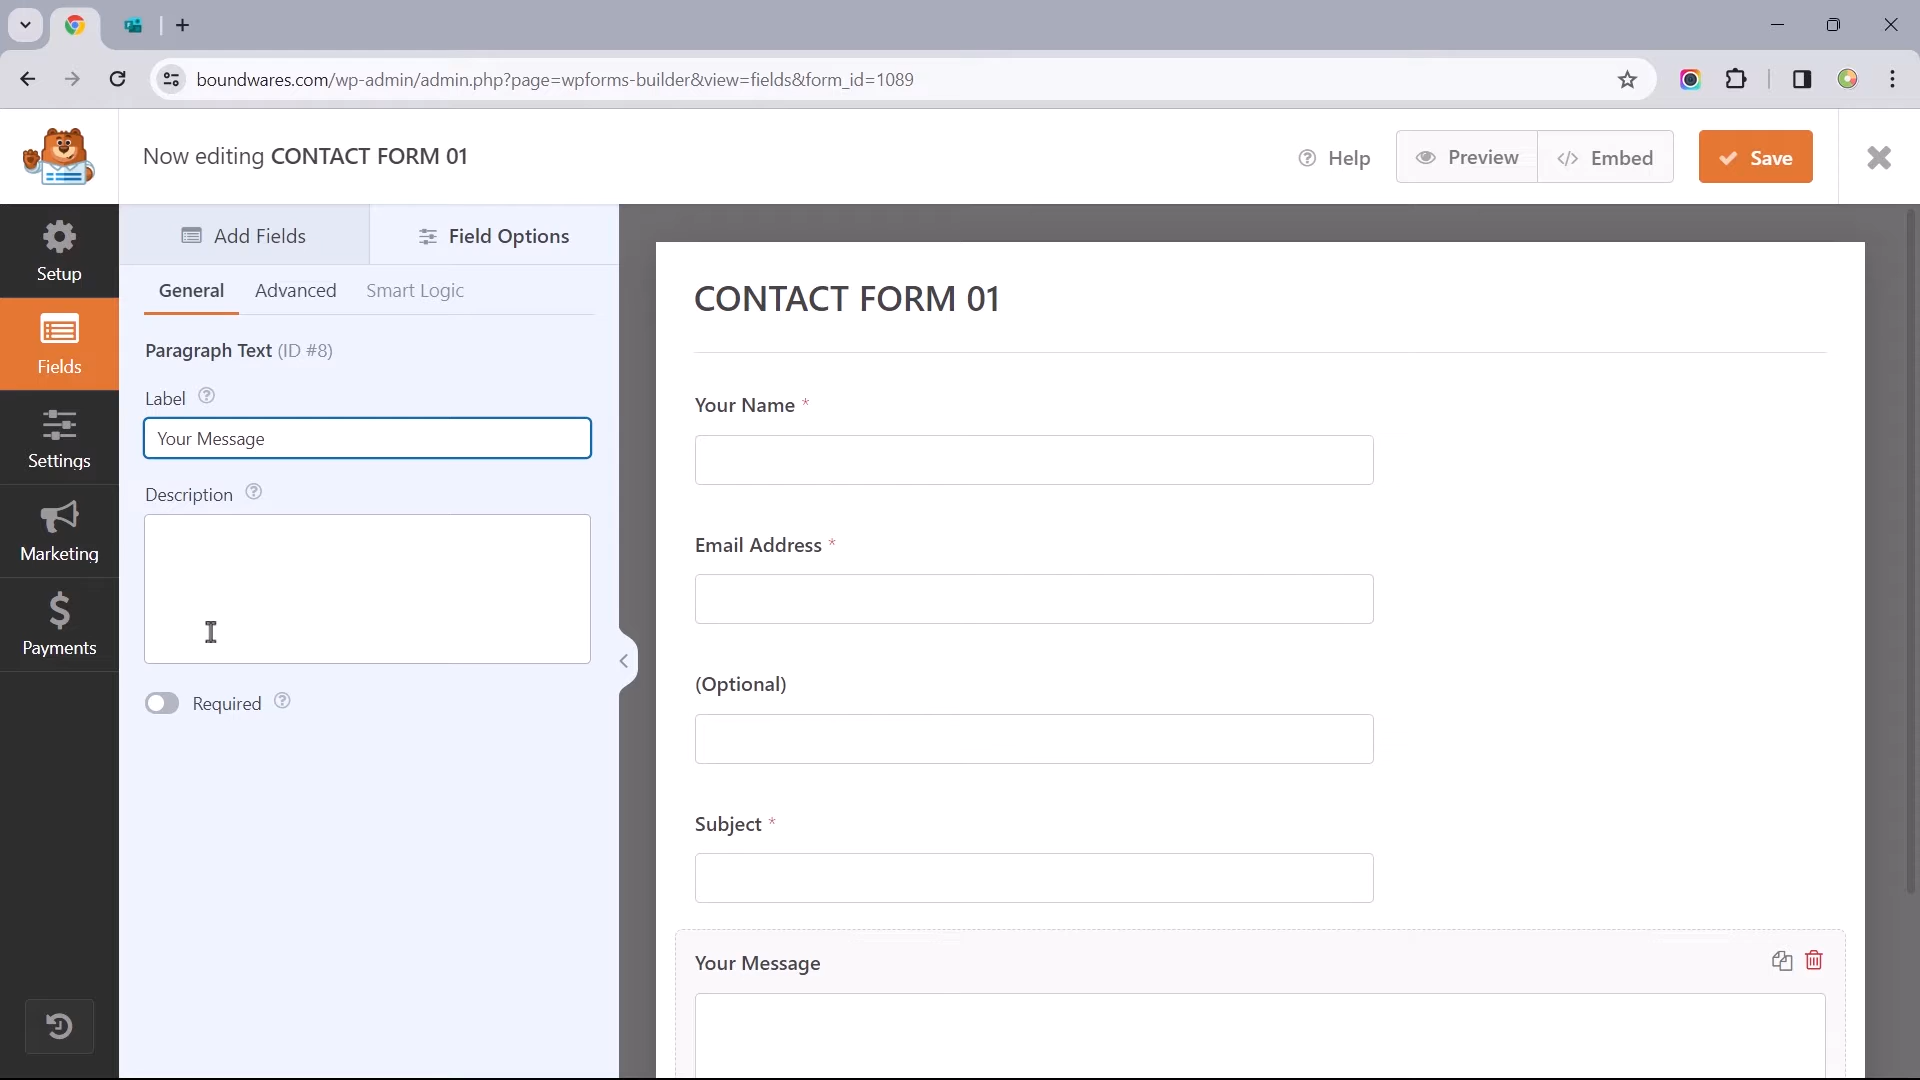 boundwares.com/wp-admin/admin.php?page=wpforms-builder&view=fields&form_id=1089
Now editing CONTACT FORM 01
Help
Preview
Embed
Save
Setup
Fields
Settings
Marketing
Payments
Add Fields
Field Options
General
Advanced
Smart Logic
Paragraph Text (ID #8)
Label
Your Message
Description
Required
CONTACT FORM 01
Your Name *
Email Address *
(Optional)
Subject *
Your Message